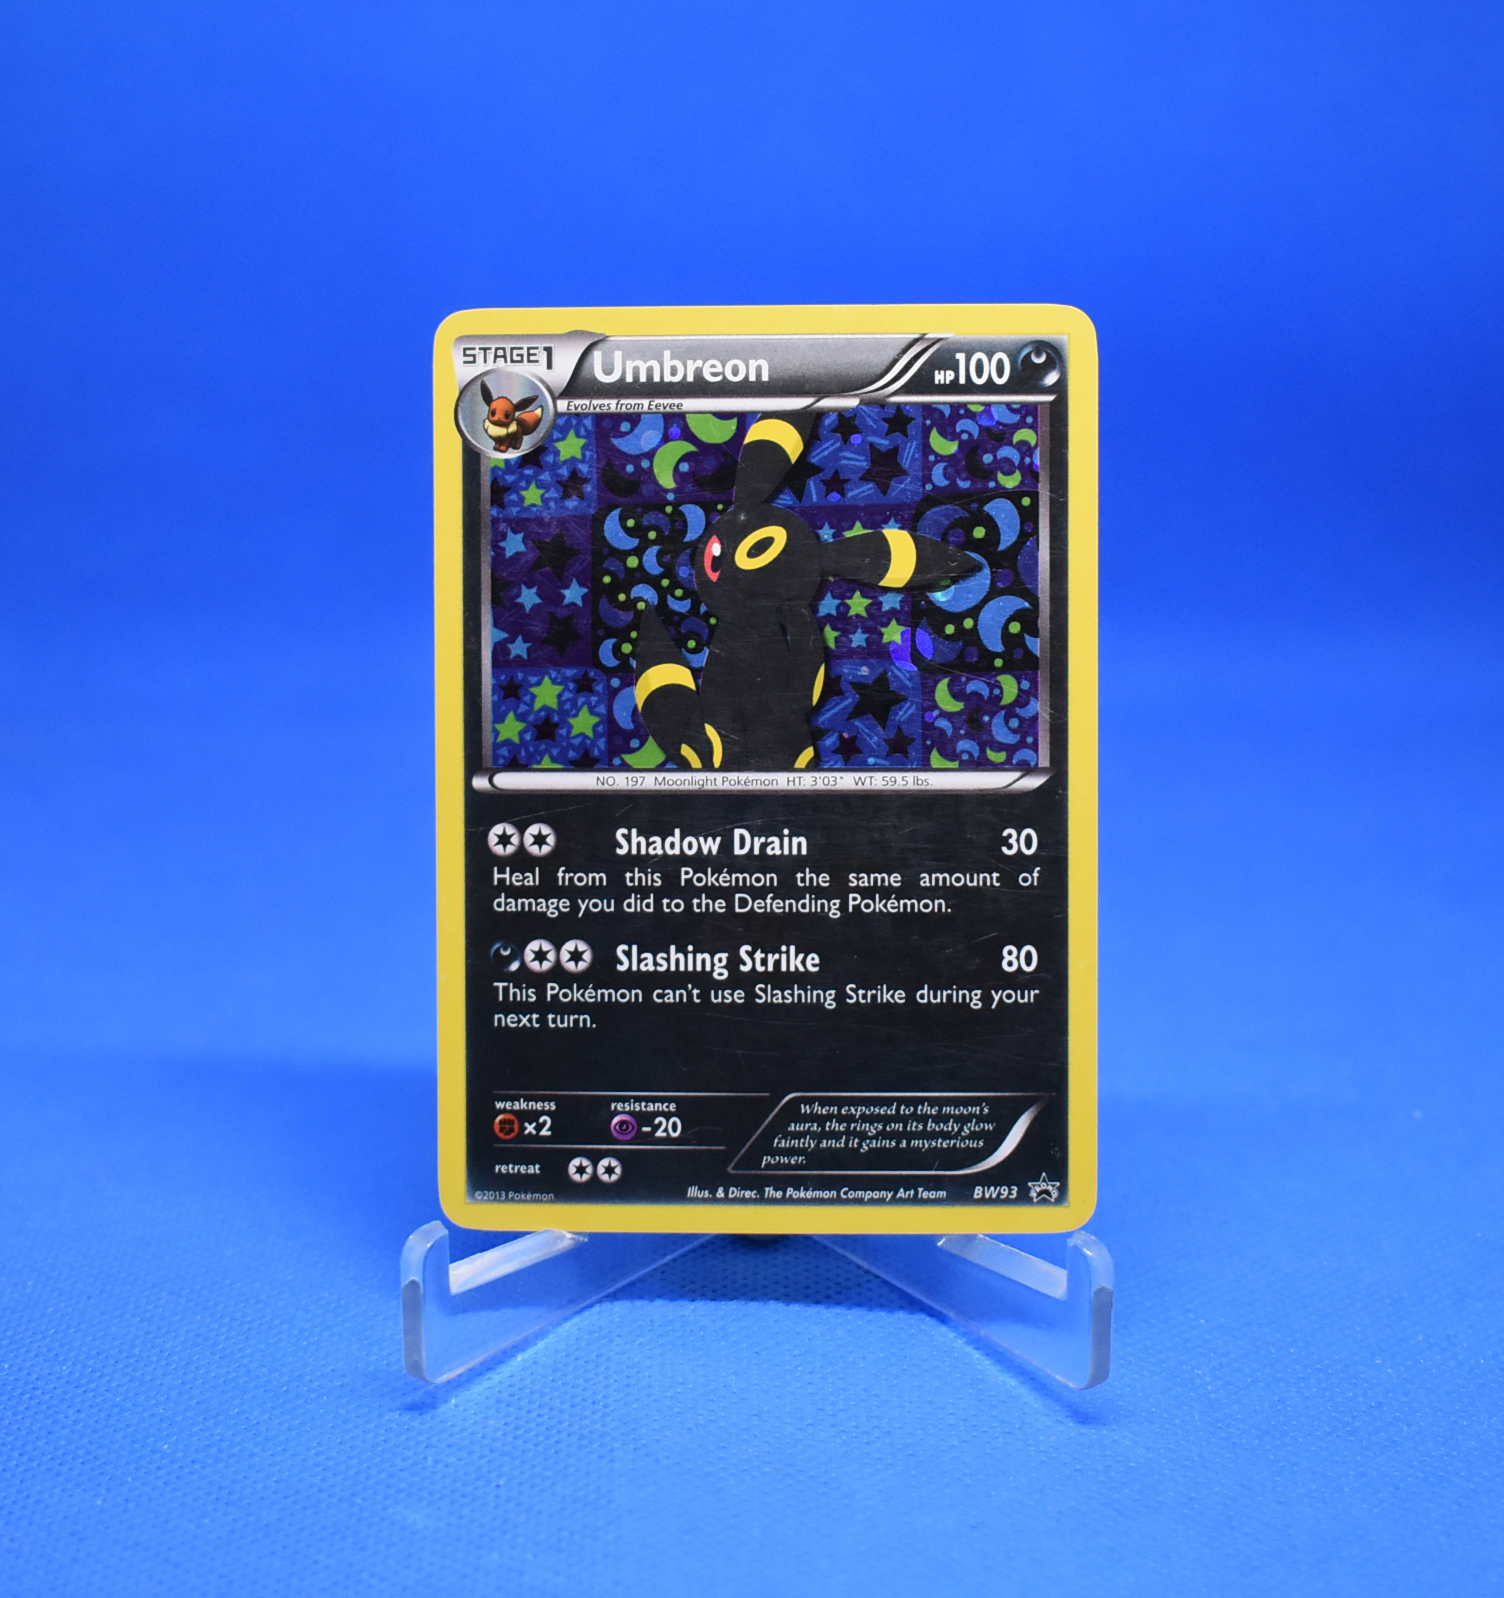 STAGE1 Umbreon HP100
Evolves from Eevee
NO. 197 Moonlight Pokémon HT: 3'03" WT: 59.5 lbs.
Shadow Drain 30
Heal from this Pokémon the same amount of
damage you did to the Defending Pokémon.
Slashing Strike 80
This Pokémon can't use Slashing Strike during your
next turn.
weakness resistance
×2 -20
retreat
When exposed to the moon's
aura, the rings on its body glow
faintly and it gains a mysterious
power.
©2013 Pokémon Illus. & Direc. The Pokémon Company Art Team BW93 PROMO